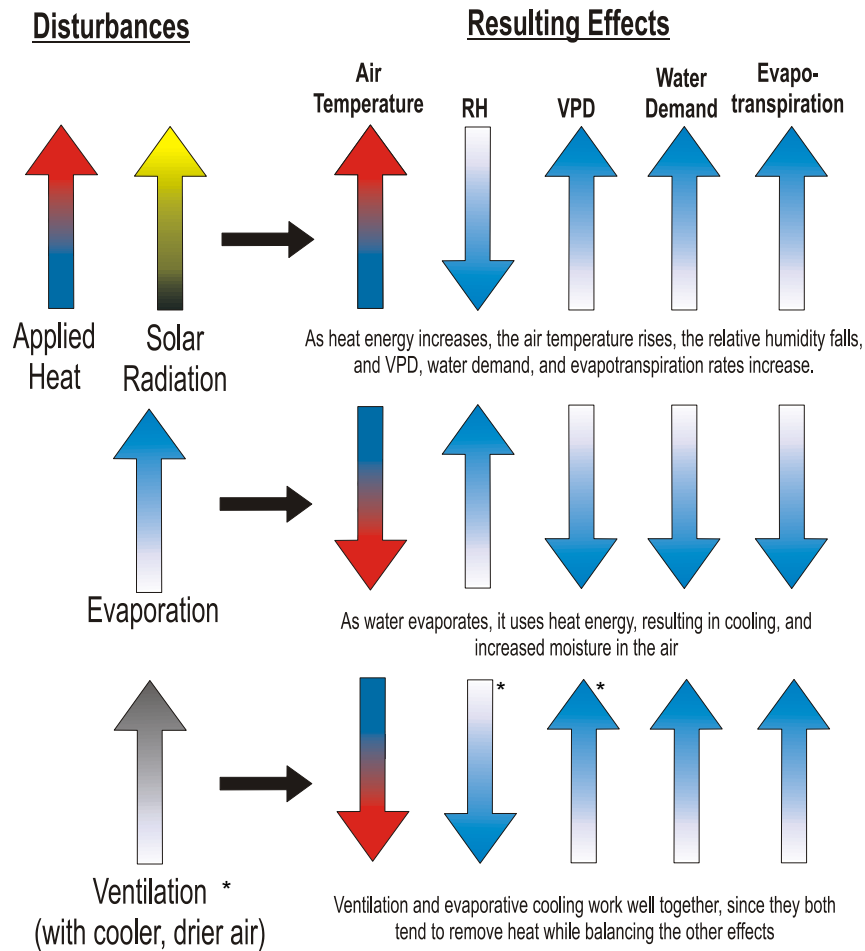 Disturbances
Resulting Effects
Air
Temperature
RH
VPD
Water
Demand
Evapo-
transpiration
Applied
Heat
Solar
Radiation
As heat energy increases, the air temperature rises, the relative humidity falls,
and VPD, water demand, and evapotranspiration rates increase.
Evaporation
As water evaporates, it uses heat energy, resulting in cooling, and
increased moisture in the air
*
*
Ventilation *
(with cooler, drier air)
Ventilation and evaporative cooling work well together, since they both
tend to remove heat while balancing the other effects